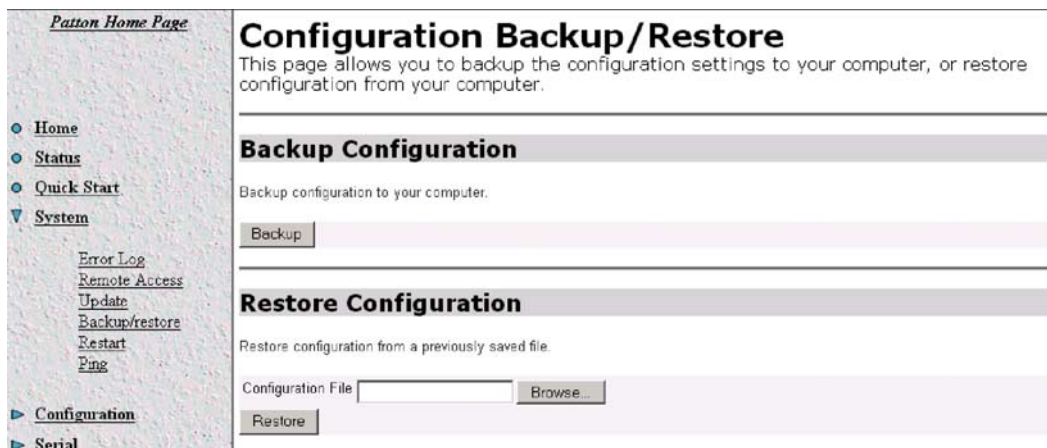 Patton Home Page
Home
Status
Quick Start
System
Error Log
Remote Access
Update
Backup/restore
Restart
Ping
Configuration
Serial
Configuration Backup/Restore
This page allows you to backup the configuration settings to your computer, or restore
configuration from your computer.
Backup Configuration
Backup configuration to your computer.
Backup
Restore Configuration
Restore configuration from a previously saved file.
Configuration File Browse...
Restore